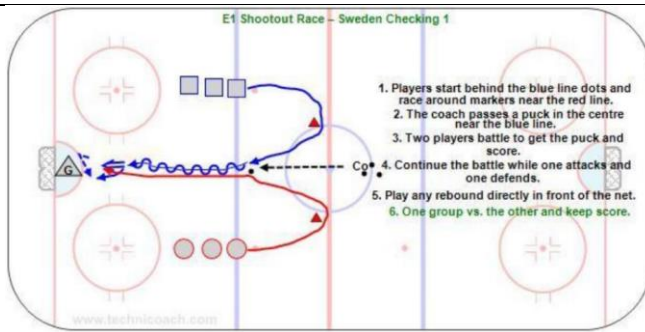 E1 Shootout Race – Sweden Checking 1
1. Players start behind the blue line dots and
race around markers near the red line.
2. The coach passes a puck in the centre
near the blue line.
3. Two players battle to get the puck and
score.
Co
4. Continue the battle while one attacks and
one defends.
G
5. Play any rebound directly in front of the net.
6. One group vs. the other and keep score.
www.technicoach.com